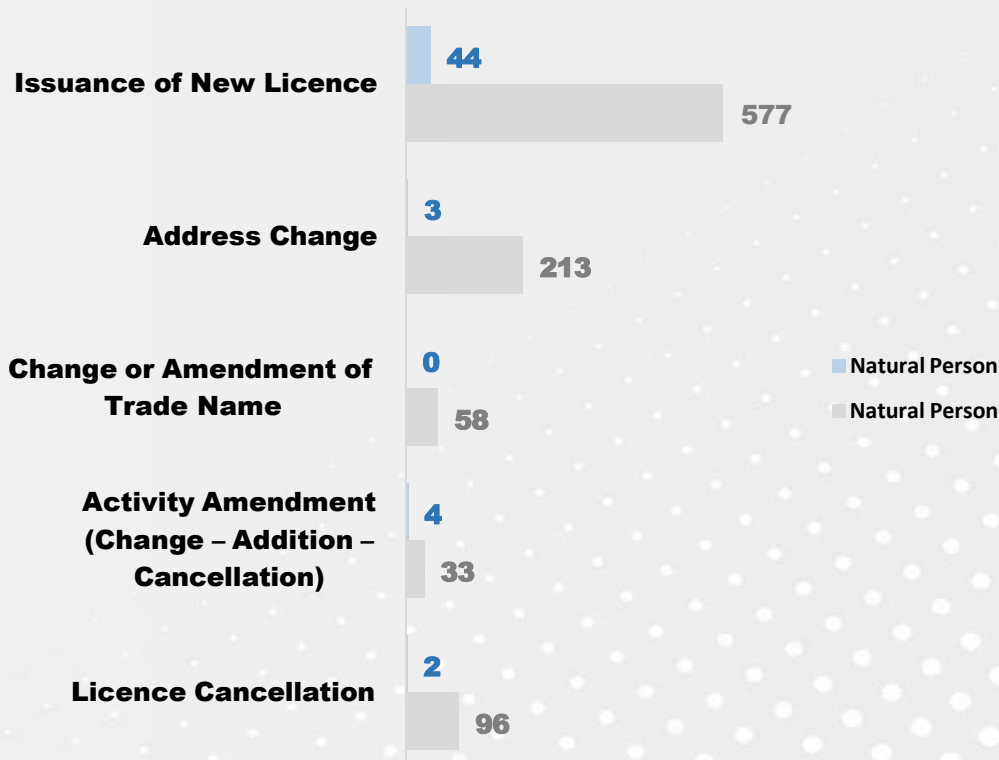 Issuance of New Licence
44
577
Address Change
3
213
Change or Amendment of
Trade Name
0
58
Natural Person
Natural Person
Activity Amendment
(Change – Addition –
Cancellation)
4
33
Licence Cancellation
2
96